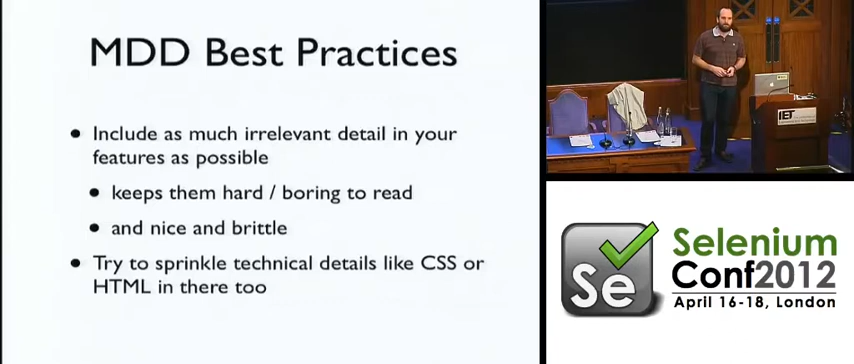 MDD Best Practices
Include as much irrelevant detail in your
features as possible
keeps them hard / boring to read
and nice and brittle
Try to sprinkle technical details like CSS or
HTML in there too
IET
Se
Selenium
Conf2012
April 16-18, London